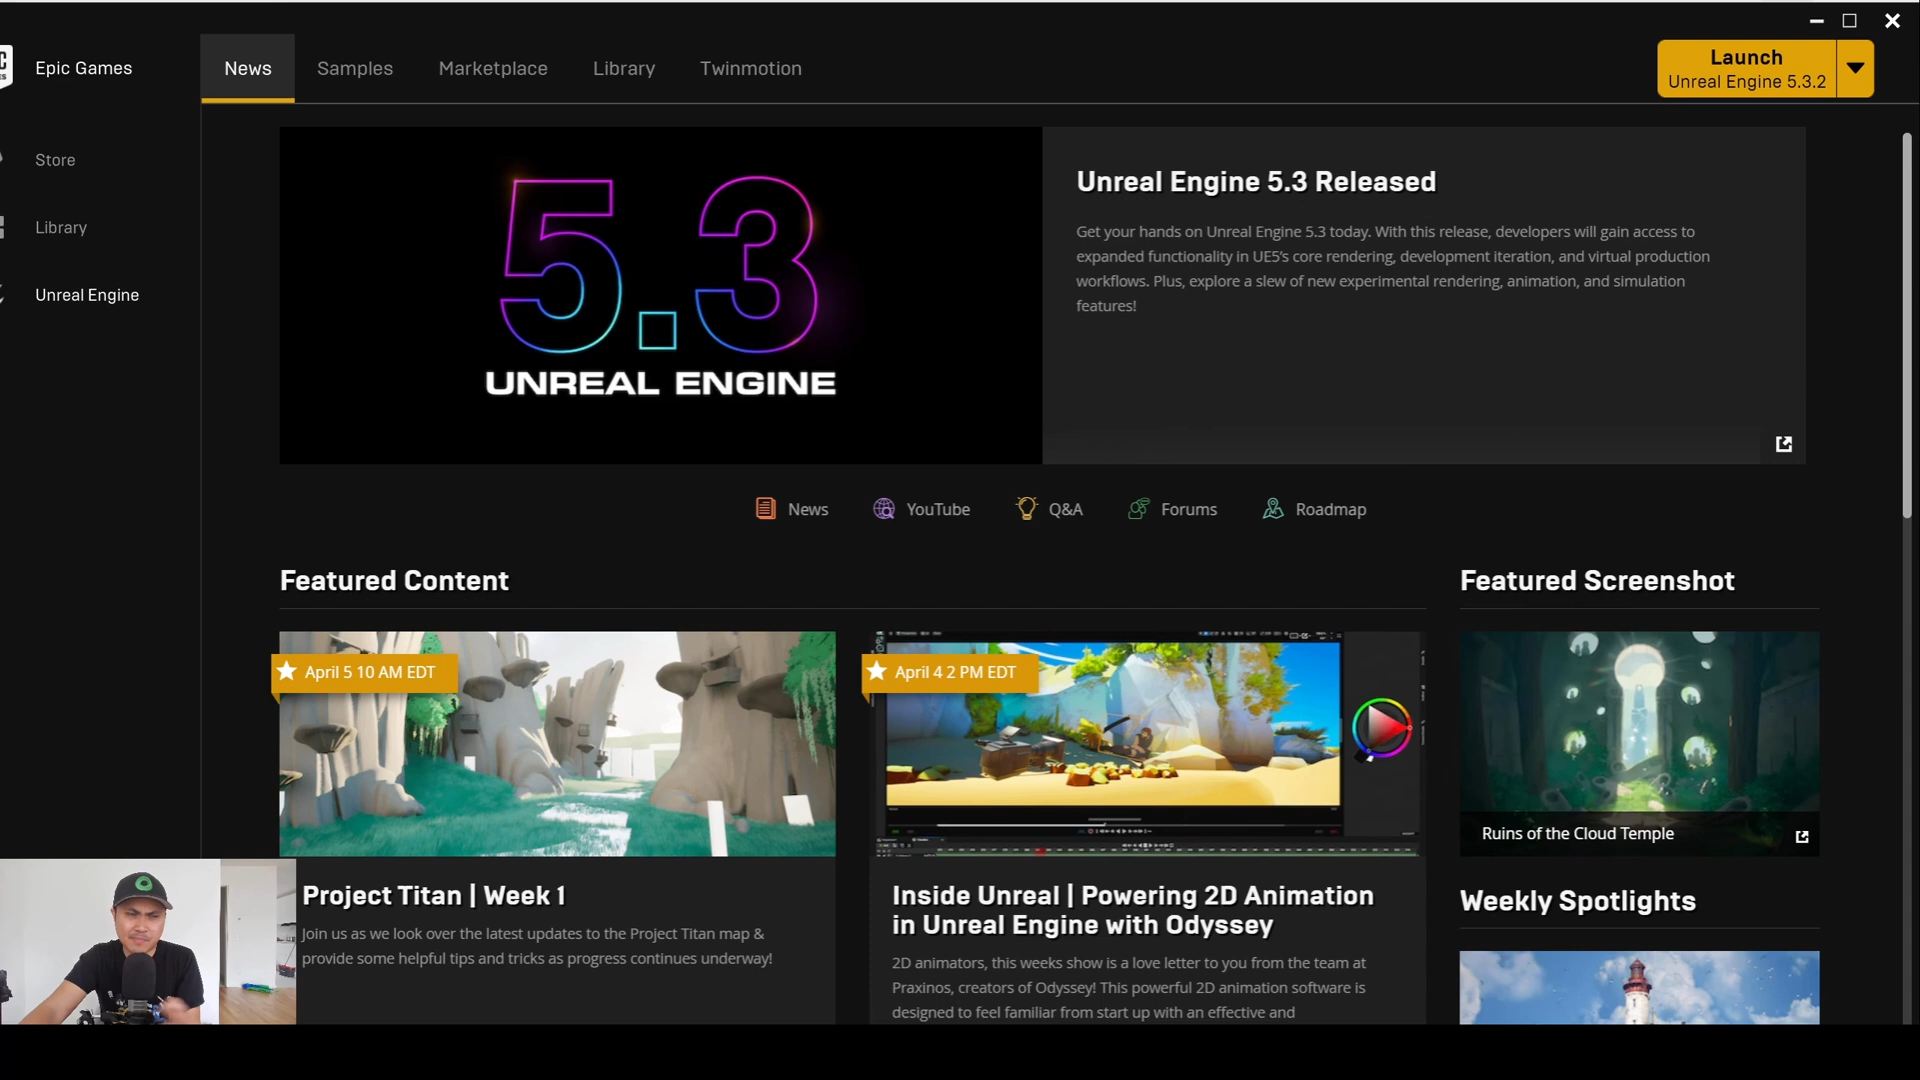 Epic Games
Store
Library
Unreal Engine
News
Samples
Marketplace
Library
Twinmotion
Launch
Unreal Engine 5.3.2
5.3
UNREAL ENGINE
Unreal Engine 5.3 Released
Get your hands on Unreal Engine 5.3 today. With this release, developers will gain access to
expanded functionality in UE5's core rendering, development iteration, and virtual production
workflows. Plus, explore a slew of new experimental rendering, animation, and simulation
features!
News
YouTube
Q&A
Forums
Roadmap
Featured Content
April 5 10 AM EDT
Project Titan | Week 1
Join us as we look over the latest updates to the Project Titan map &
provide some helpful tips and tricks as progress continues underway!
April 4 2 PM EDT
Inside Unreal | Powering 2D Animation
in Unreal Engine with Odyssey
2D animators, this weeks show is a love letter to you from the team at
Praxinos, creators of Odyssey! This powerful 2D animation software is
designed to feel familiar from start up with an effective and
Featured Screenshot
Ruins of the Cloud Temple
Weekly Spotlights